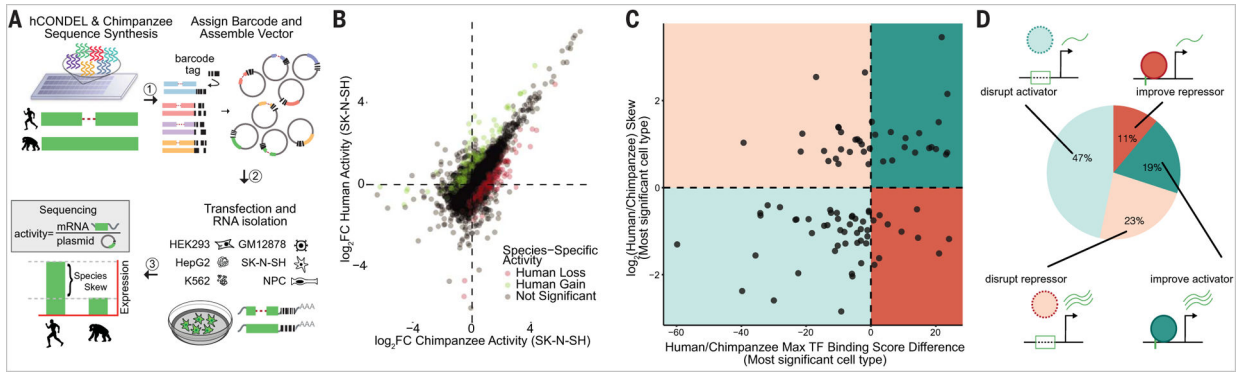 A
hCONDEL & Chimpanzee
Sequence Synthesis
Assign Barcode and
Assemble Vector
barcode
tag
1
2
Sequencing
activity=
mRNA
plasmid
Transfection and
RNA isolation
HEK293
GM12878
HepG2
SK-N-SH
K562
NPC
3
Species
Skew
Expression
AAA
AAA
B
log2FC Human Activity (SK-N-SH)
4
0
−4
0
4
log2FC Chimpanzee Activity (SK-N-SH)
Species−Specific
Activity
Human Loss
Human Gain
Not Significant
C
log2(Human/Chimpanzee) Skew
(Most significant cell type)
2
0
−2
−60
−40
−20
0
20
Human/Chimpanzee Max TF Binding Score Difference
(Most significant cell type)
D
disrupt activator
improve repressor
47%
11%
19%
23%
disrupt repressor
improve activator